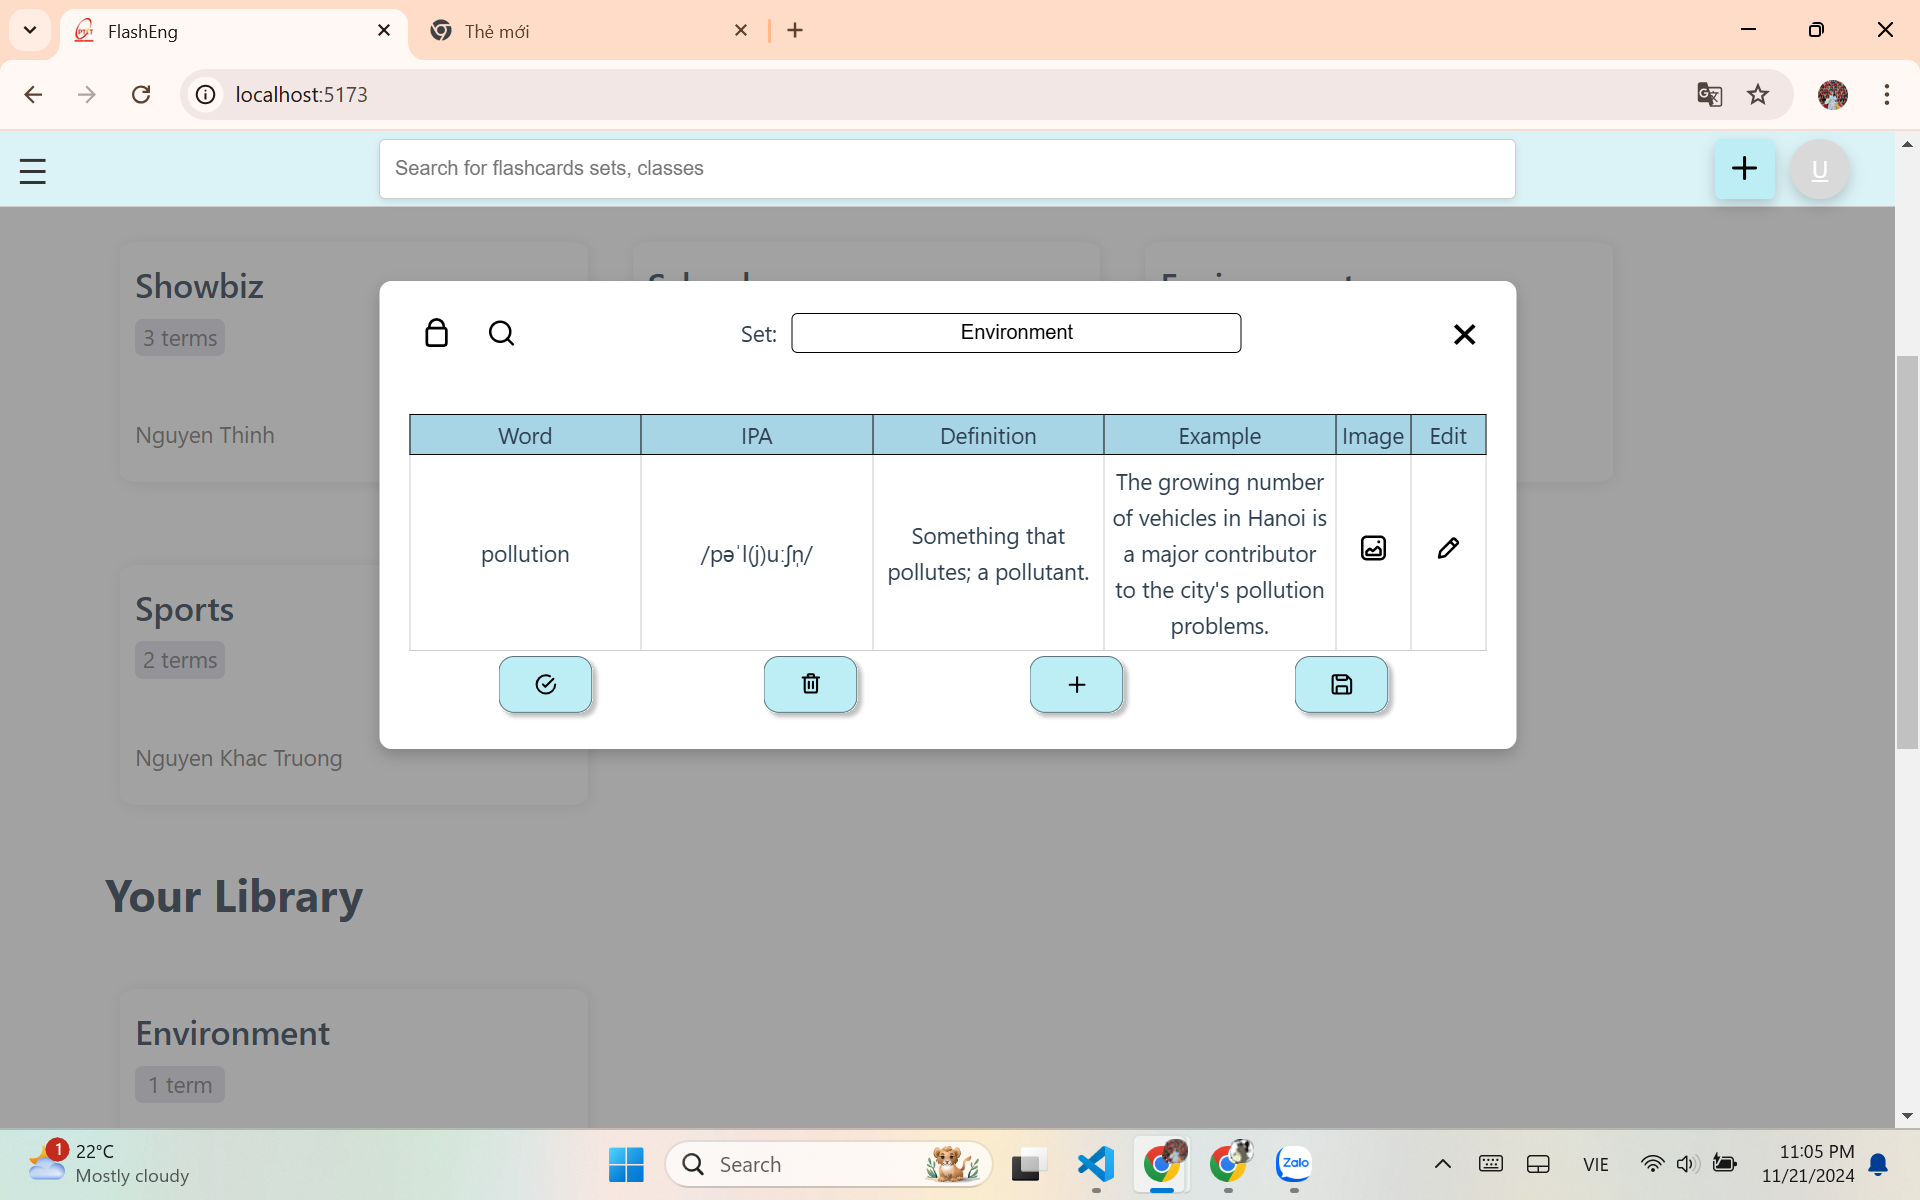 FlashEng
Thẻ mới
localhost:5173
Search for flashcards sets, classes
U
Showbiz
3 terms
Nguyen Thinh
Set:
Environment
Word
IPA
Definition
Example
Image
Edit
pollution
/pəˈl(j)uːʃn̩/
Something that
pollutes; a pollutant.
The growing number
of vehicles in Hanoi is
a major contributor
to the city's pollution
problems.
Sports
2 terms
Nguyen Khac Truong
Your Library
Environment
1 term
1
22°C
Mostly cloudy
Search
Zalo
VIE
11:05 PM
11/21/2024